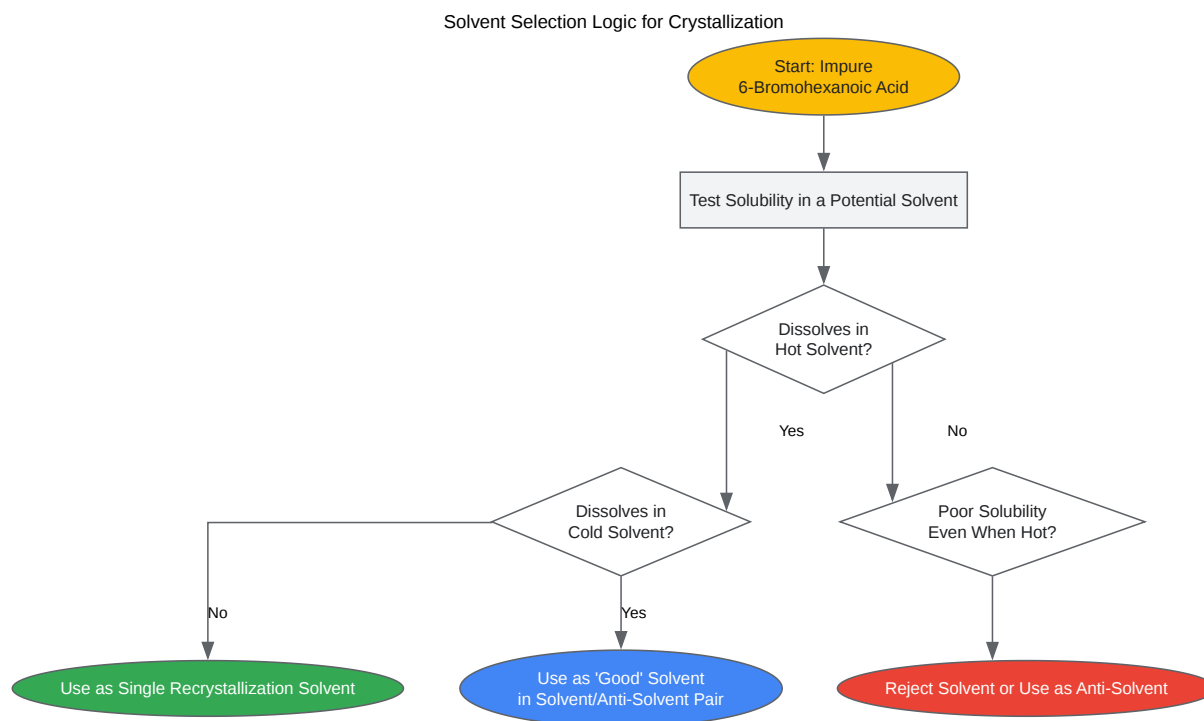 Solvent Selection Logic for Crystallization
Start: Impure
6-Bromohexanoic Acid
Test Solubility in a Potential Solvent
Dissolves in
Hot Solvent?
Yes
No
Dissolves in
Cold Solvent?
Poor Solubility
Even When Hot?
No
Yes
Use as Single Recrystallization Solvent
Use as 'Good' Solvent
in Solvent/Anti-Solvent Pair
Reject Solvent or Use as Anti-Solvent